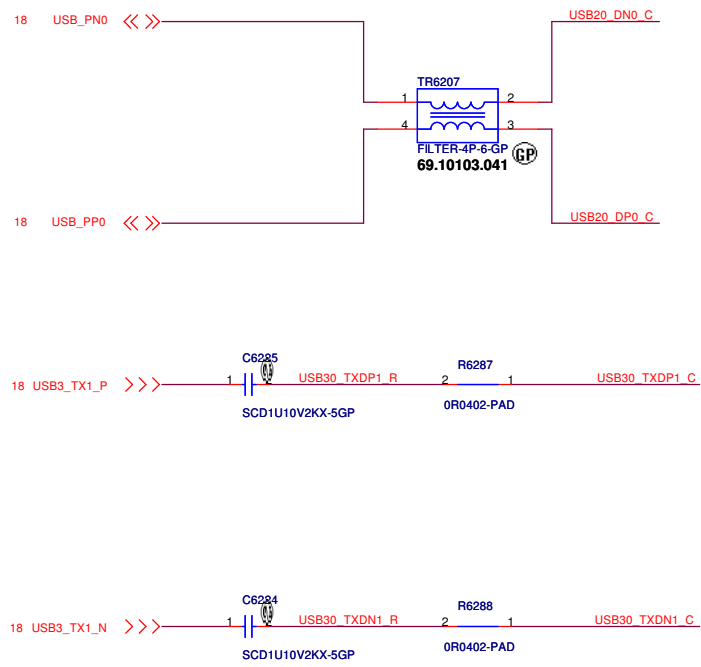 18 USB_PN0 USB20_DN0_C
TR6207
1 2
4 3
FILTER-4P-6-GP GP
69.10103.041
18 USB_PP0 USB20_DP0_C
C6225 R6287
18 USB3_TX1_P 1 2 USB30_TXDP1_R 2 1 USB30_TXDP1_C
SCD1U10V2KX-5GP 0R0402-PAD
C6224 R6288
18 USB3_TX1_N 1 2 USB30_TXDN1_R 2 1 USB30_TXDN1_C
SCD1U10V2KX-5GP 0R0402-PAD